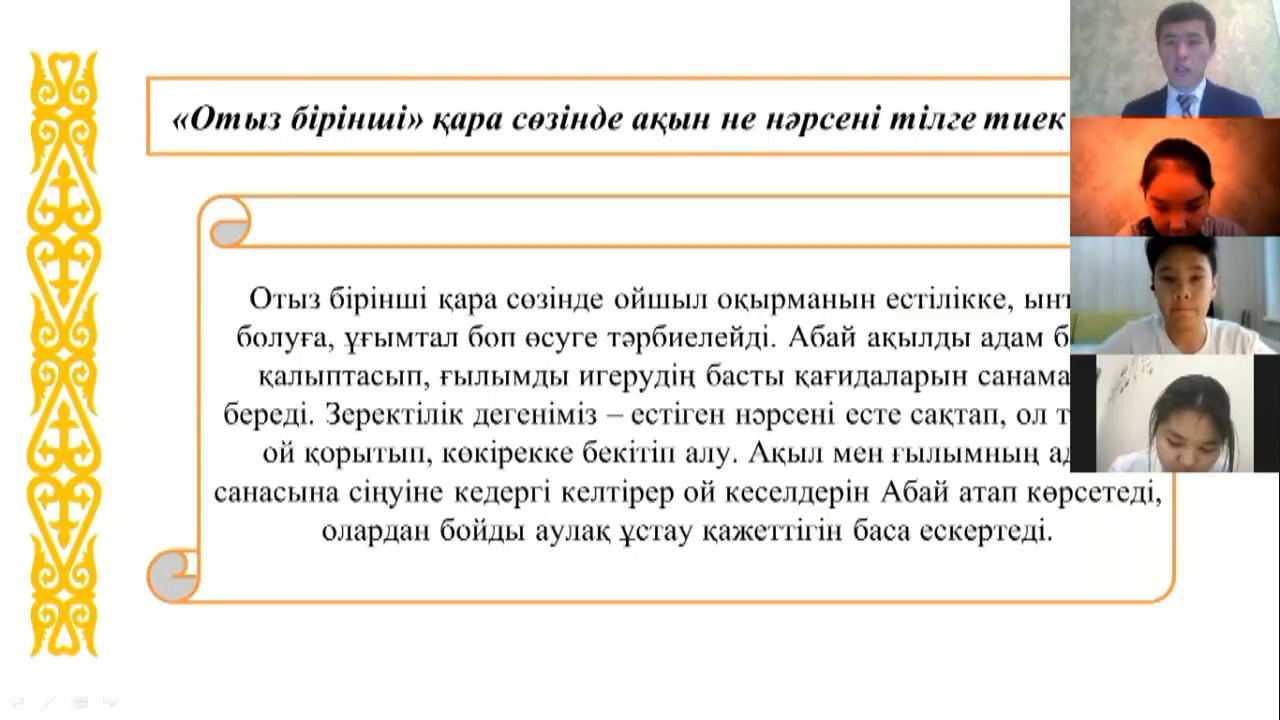 «Отыз бірінші» қара сөзінде ақын не нәрсені тілге тиек
Отыз бірінші қара сөзінде ойшыл оқырманын естілікке,
болуға, ұғымтал боп өсуге тәрбиелейді. Абай ақылды адам
қалыптасып, ғылымды игерудің басты қағидаларын
береді. Зеректілік дегеніміз – естіген нәрсені есте сақтап, ол
ой қорытып, көкірекке бекітіп алу. Ақыл мен ғылымның
санасына сіңуіне кедергі келтірер ой кеселдерін Абай атап көрсетеді,
олардан бойды аулақ ұстау қажеттігін баса ескертеді.